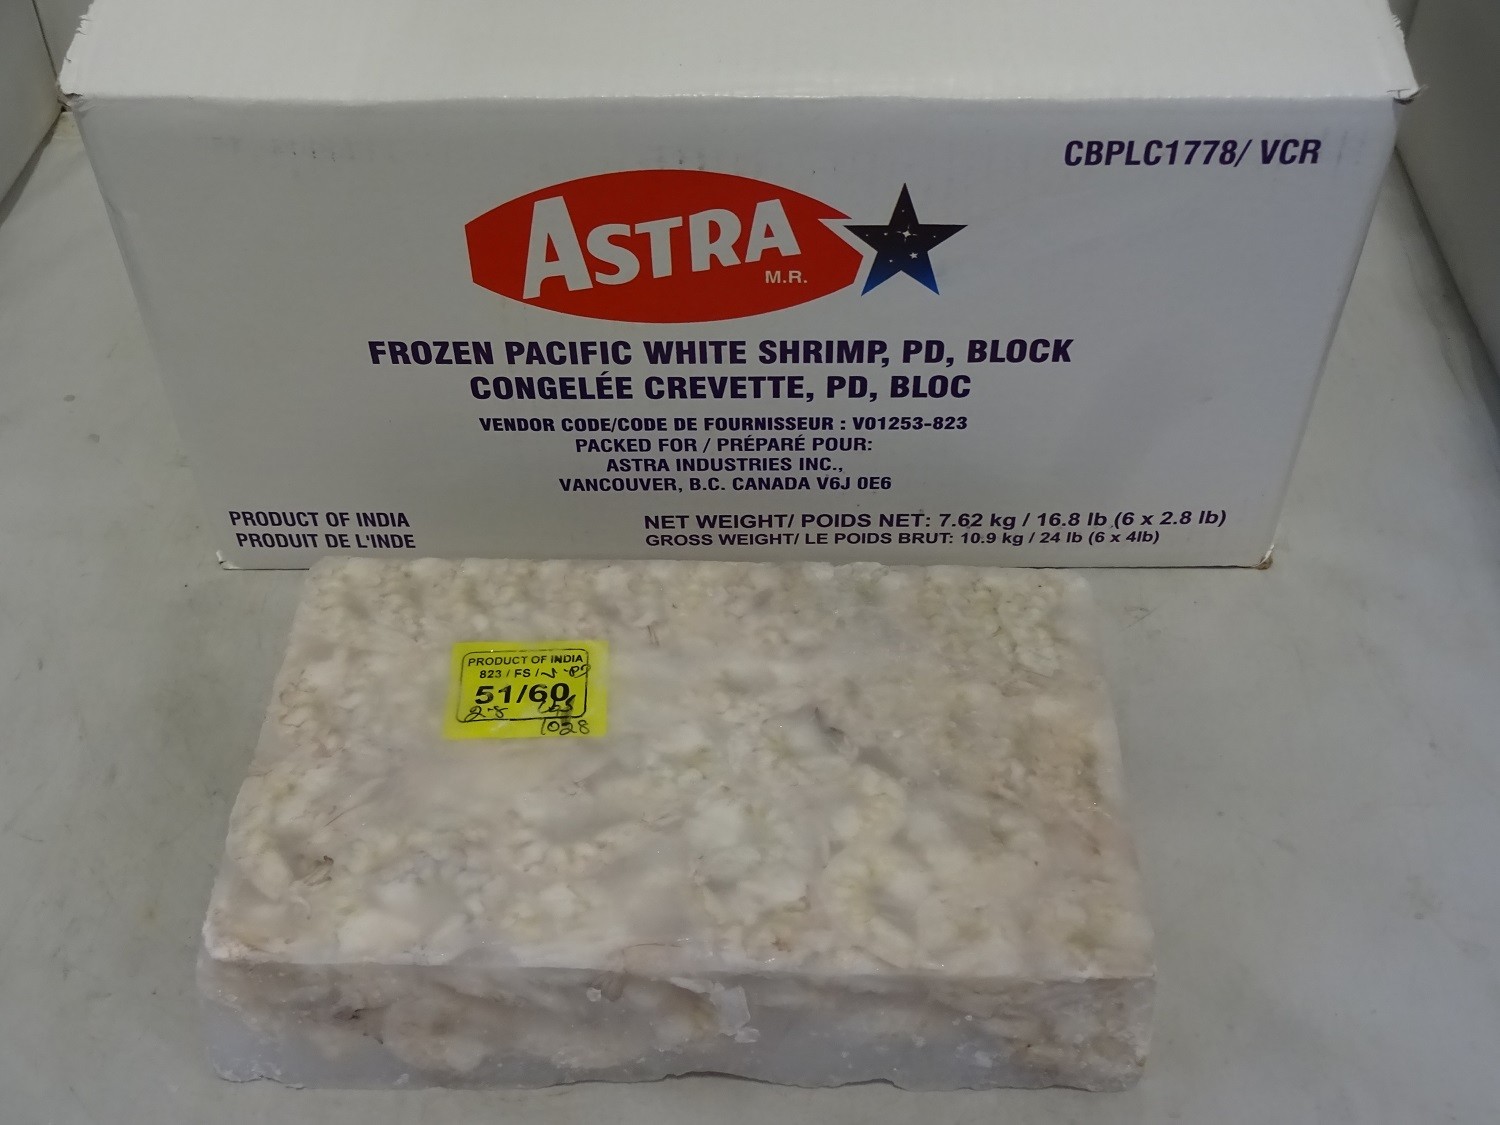 CBPLC1778/ VCR
ASTRA
M.R.
FROZEN PACIFIC WHITE SHRIMP, PD, BLOCK
CONGELÉE CREVETTE, PD, BLOC
VENDOR CODE/CODE DE FOURNISSEUR : V01253-823
PACKED FOR / PRÉPARÉ POUR:
ASTRA INDUSTRIES INC.,
VANCOUVER, B.C. CANADA V6J 0E6
PRODUCT OF INDIA
PRODUIT DE L'INDE
NET WEIGHT/ POIDS NET: 7.62 kg / 16.8 lb (6 x 2.8 lb)
GROSS WEIGHT/ LE POIDS BRUT: 10.9 kg / 24 lb (6 x 4lb)
PRODUCT OF INDIA
823 / FS /
51/60
2.8
1028